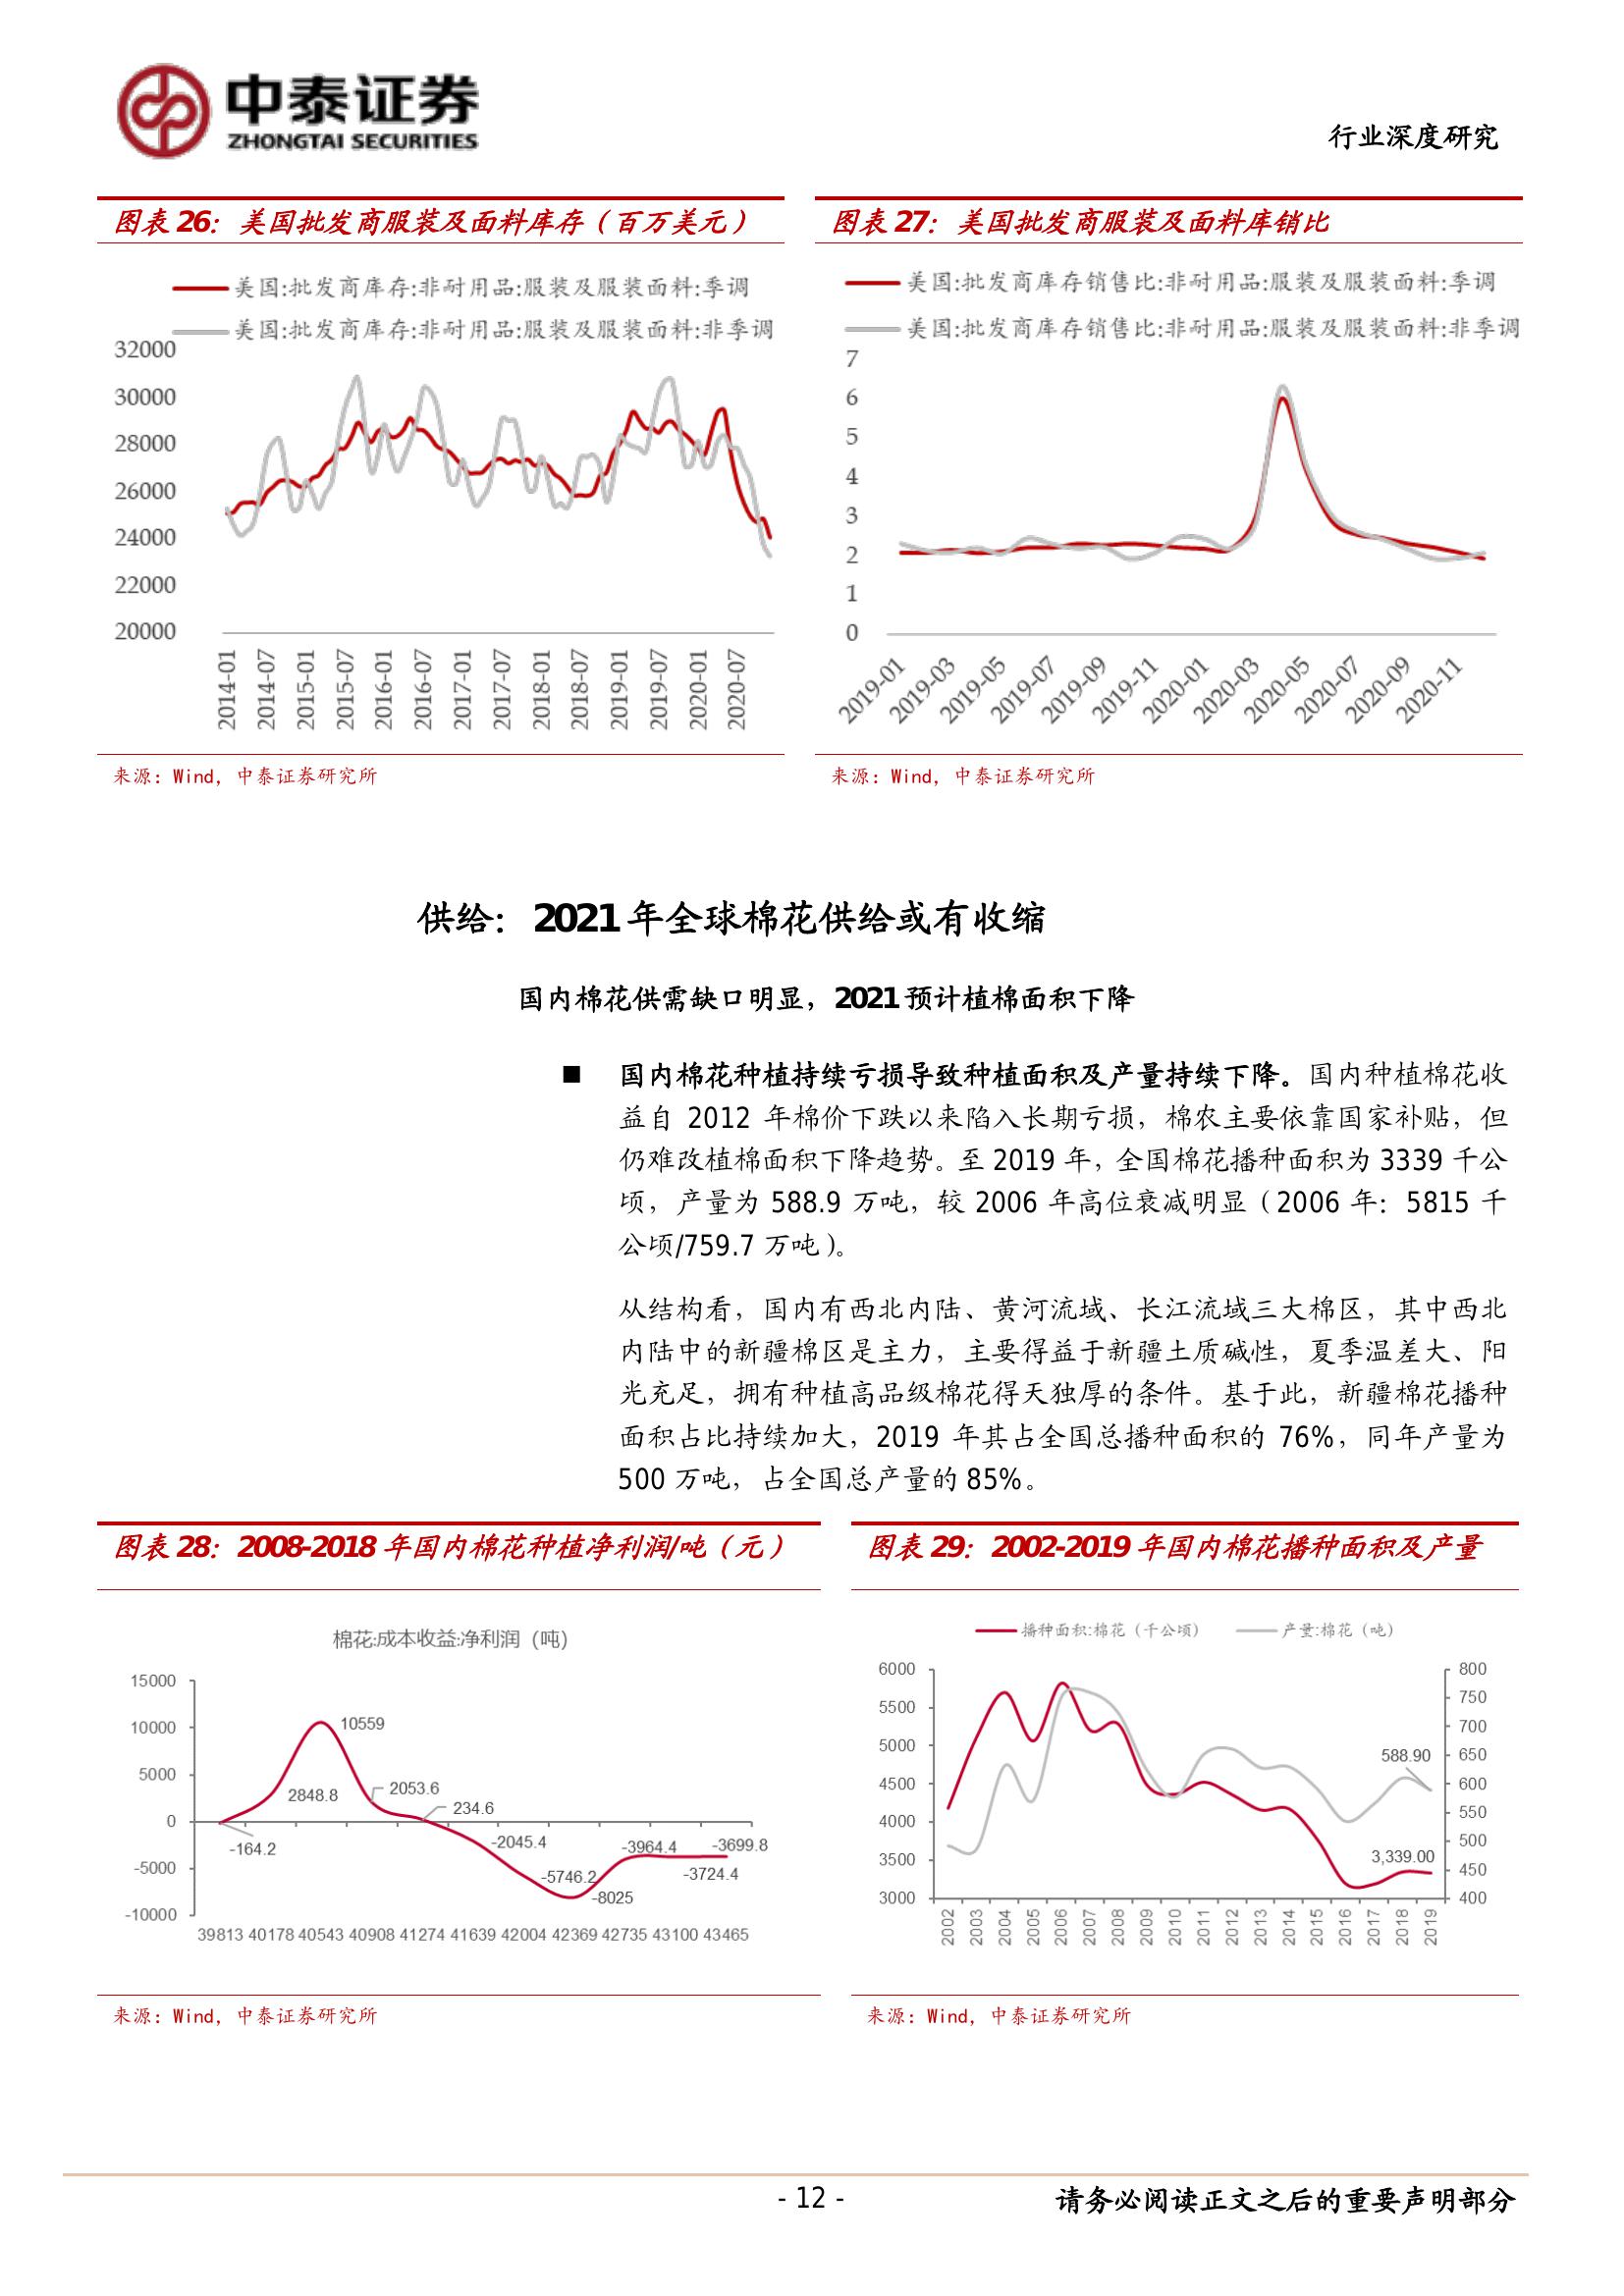 中泰证券
ZHONGTAI SECURITIES
行业深度研究
图表 26：美国批发商服装及面料库存（百万美元）
美国:批发商库存:非耐用品:服装及服装面料:季调
美国:批发商库存:非耐用品:服装及服装面料:非季调
32000
30000
28000
26000
24000
22000
20000
2014-01 2014-07 2015-01 2015-07 2016-01 2016-07 2017-01 2017-07 2018-01 2018-07 2019-01 2019-07 2020-01 2020-07
来源：Wind，中泰证券研究所
图表 27：美国批发商服装及面料库销比
美国:批发商库存销售比:非耐用品:服装及服装面料:季调
美国:批发商库存销售比:非耐用品:服装及服装面料:非季调
7
6
5
4
3
2
1
0
2019-01 2019-03 2019-05 2019-07 2019-09 2019-11 2020-01 2020-03 2020-05 2020-07 2020-09 2020-11
来源：Wind，中泰证券研究所
供给：2021 年全球棉花供给或有收缩
国内棉花供需缺口明显，2021 预计植棉面积下降
■ 国内棉花种植持续亏损导致种植面积及产量持续下降。国内种植棉花收
益自 2012 年棉价下跌以来陷入长期亏损，棉农主要依靠国家补贴，但
仍难改植棉面积下降趋势。至 2019 年，全国棉花播种面积为 3339 千公
顷，产量为 588.9 万吨，较 2006 年高位衰减明显（2006 年：5815 千
公顷/759.7 万吨）。
从结构看，国内有西北内陆、黄河流域、长江流域三大棉区，其中西北
内陆中的新疆棉区是主力，主要得益于新疆土质碱性，夏季温差大、阳
光充足，拥有种植高品级棉花得天独厚的条件。基于此，新疆棉花播种
面积占比持续加大，2019 年其占全国总播种面积的 76%，同年产量为
500 万吨，占全国总产量的 85%。
图表 28：2008-2018 年国内棉花种植净利润/吨（元）
棉花:成本收益:净利润（吨）
15000
10000
5000
0
-5000
-10000
-164.2
2848.8
10559
2053.6
234.6
-2045.4
-5746.2
-8025
-3964.4
-3724.4
-3699.8
39813 40178 40543 40908 41274 41639 42004 42369 42735 43100 43465
来源：Wind，中泰证券研究所
图表 29：2002-2019 年国内棉花播种面积及产量
播种面积:棉花（千公顷）
产量:棉花（吨）
6000
5500
5000
4500
4000
3500
3000
800
750
700
650
600
550
500
450
400
588.90
3,339.00
2002 2003 2004 2005 2006 2007 2008 2009 2010 2011 2012 2013 2014 2015 2016 2017 2018 2019
来源：Wind，中泰证券研究所
- 12 -
请务必阅读正文之后的重要声明部分